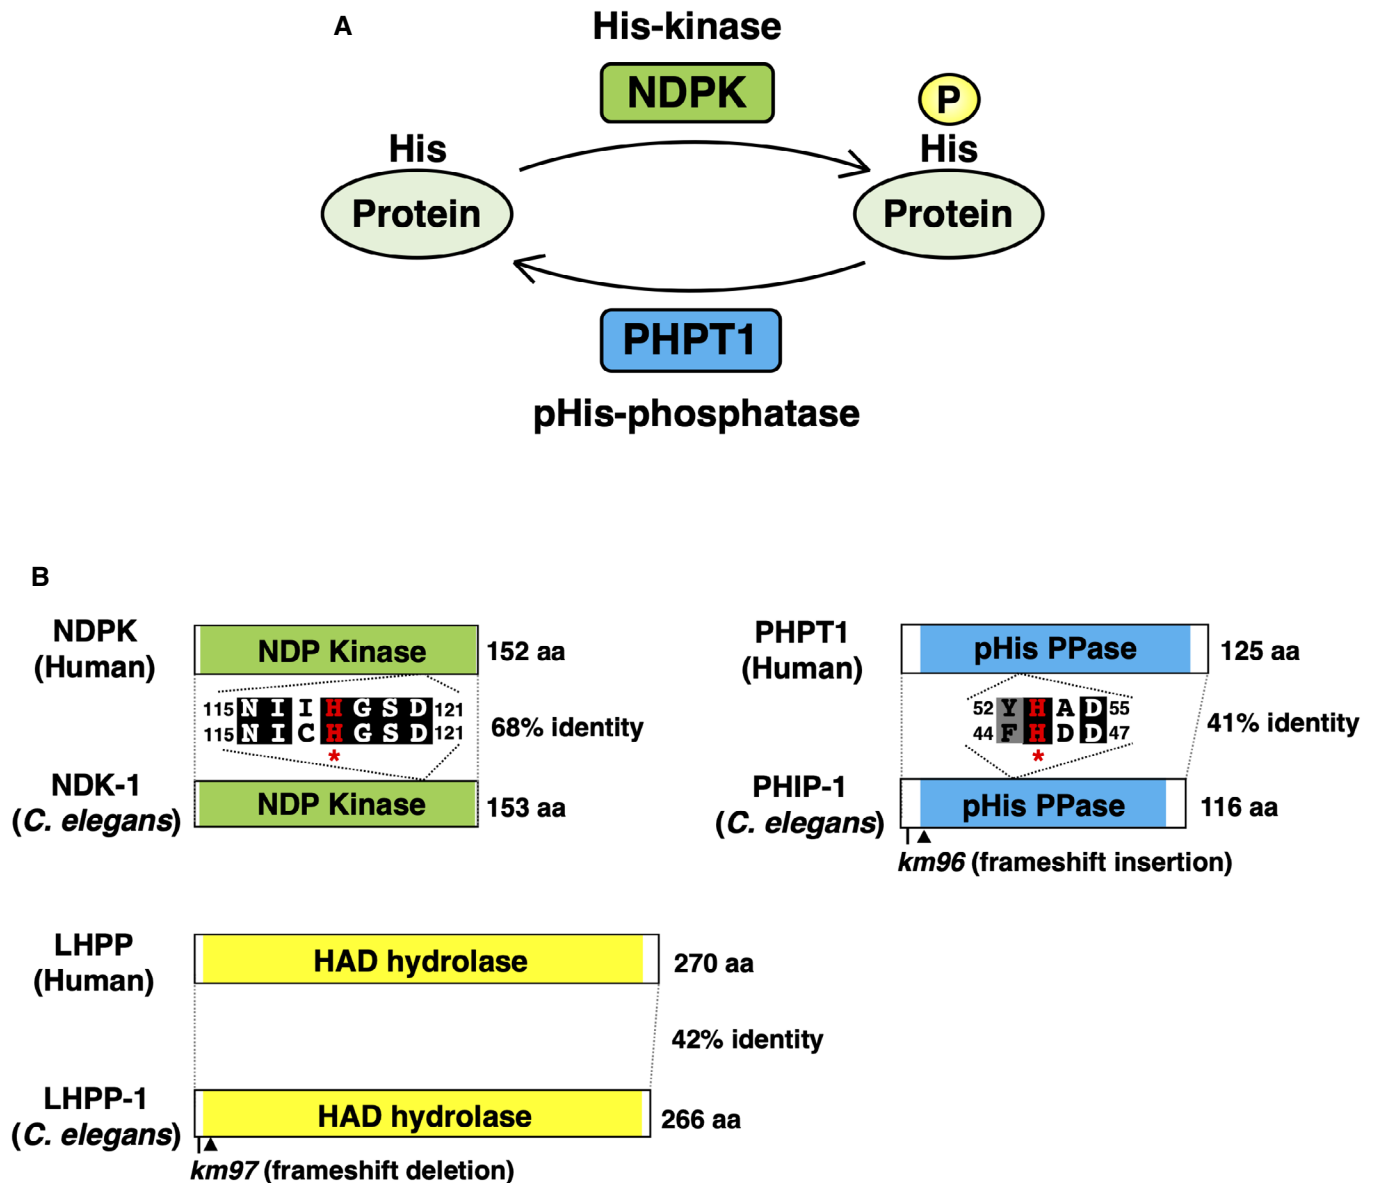 A
His-kinase
NDPK
P
His
His
Protein
Protein
PHPT1
pHis-phosphatase
B
NDPK
(Human)
NDP Kinase
152 aa
115 N I I H G S D 121
115 N I C H G S D 121
*
68% identity
NDK-1
(C. elegans)
NDP Kinase
153 aa
PHPT1
(Human)
pHis PPase
125 aa
52 Y H A D 55
44 F H D D 47
*
41% identity
PHIP-1
(C. elegans)
pHis PPase
116 aa
km96 (frameshift insertion)
LHPP
(Human)
HAD hydrolase
270 aa
42% identity
LHPP-1
(C. elegans)
HAD hydrolase
266 aa
km97 (frameshift deletion)